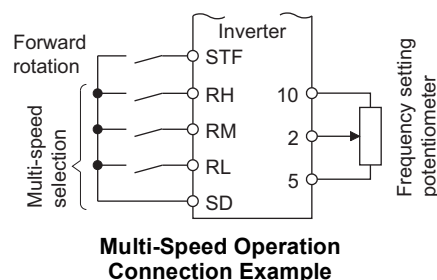 Inverter
Forward
rotation
STF
RH
RM
RL
SD
Multi-speed
selection
10
2
5
Frequency setting
potentiometer
Multi-Speed Operation
Connection Example